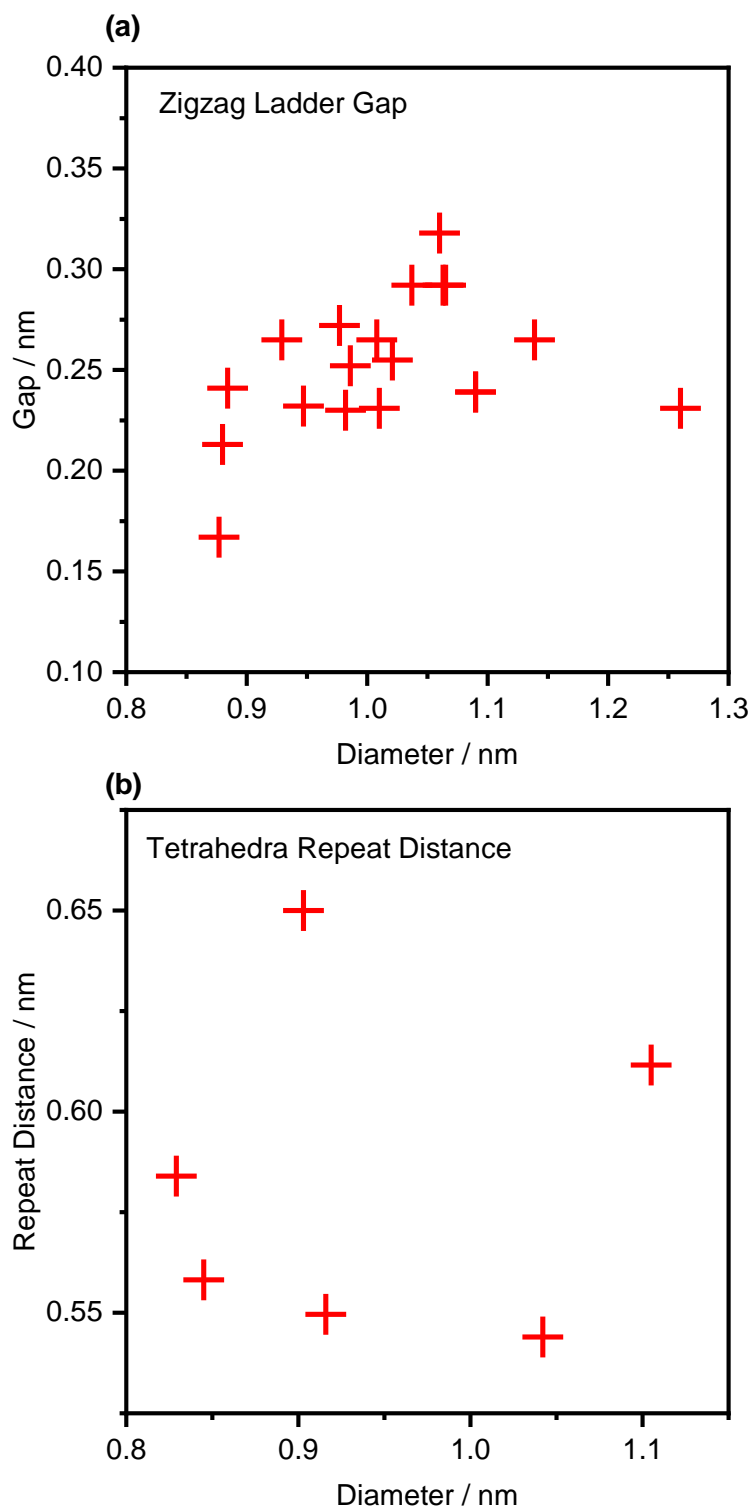 (a)
0.40
Zigzag Ladder Gap
0.35
0.30
0.25
0.20
0.15
0.10
Gap / nm
0.8 0.9 1.0 1.1 1.2 1.3
Diameter / nm
(b)
Tetrahedra Repeat Distance
0.65
0.60
0.55
Repeat Distance / nm
0.8 0.9 1.0 1.1
Diameter / nm